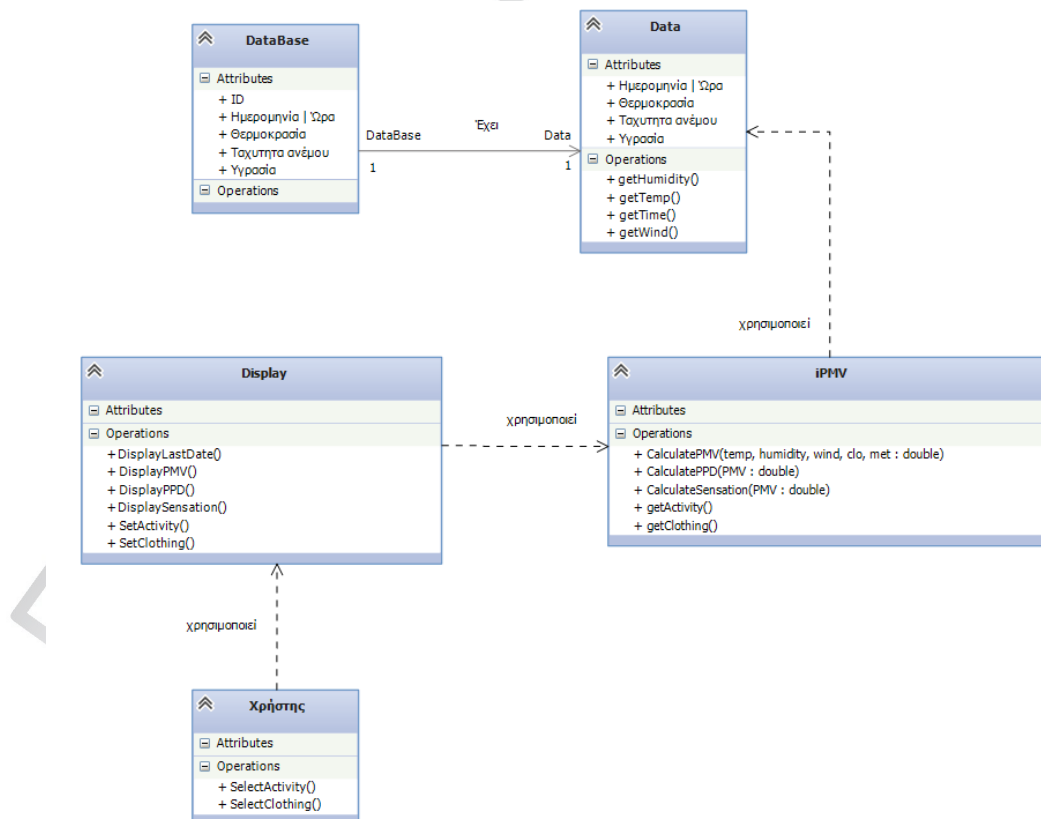 DataBase
Attributes
+ ID
+ Ημερομηνία | Ώρα
+ Θερμοκρασία
+ Ταχυτητα ανέμου
+ Υγρασία
Operations
DataBase
1
Έχει
Data
1
Data
Attributes
+ Ημερομηνία | Ώρα
+ Θερμοκρασία
+ Ταχυτητα ανέμου
+ Υγρασία
Operations
+ getHumidity()
+ getTemp()
+ getTime()
+ getWind()
χρησιμοποιεί
Display
Attributes
Operations
+ DisplayLastDate()
+ DisplayPMV()
+ DisplayPPD()
+ DisplaySensation()
+ SetActivity()
+ SetClothing()
χρησιμοποιεί
iPMV
Attributes
Operations
+ CalculatePMV(temp, humidity, wind, clo, met : double)
+ CalculatePPD(PMV : double)
+ CalculateSensation(PMV : double)
+ getActivity()
+ getClothing()
χρησιμοποιεί
Χρήστης
Attributes
Operations
+ SelectActivity()
+ SelectClothing()